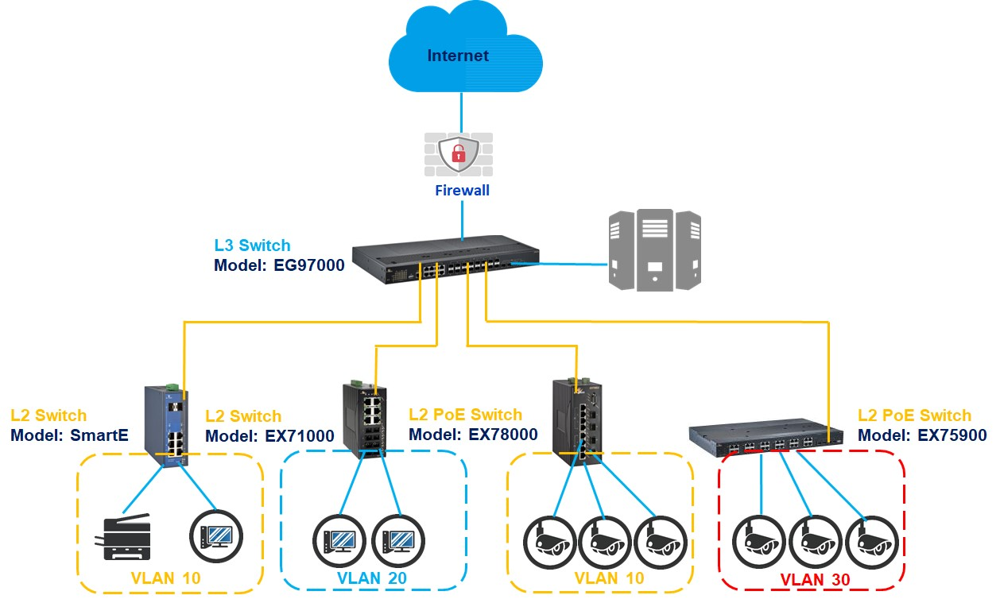 Internet
Firewall
L3 Switch
Model: EG97000
L2 Switch
Model: SmartE
L2 Switch
Model: EX71000
L2 PoE Switch
Model: EX78000
L2 PoE Switch
Model: EX75900
VLAN 10
VLAN 20
VLAN 10
VLAN 30